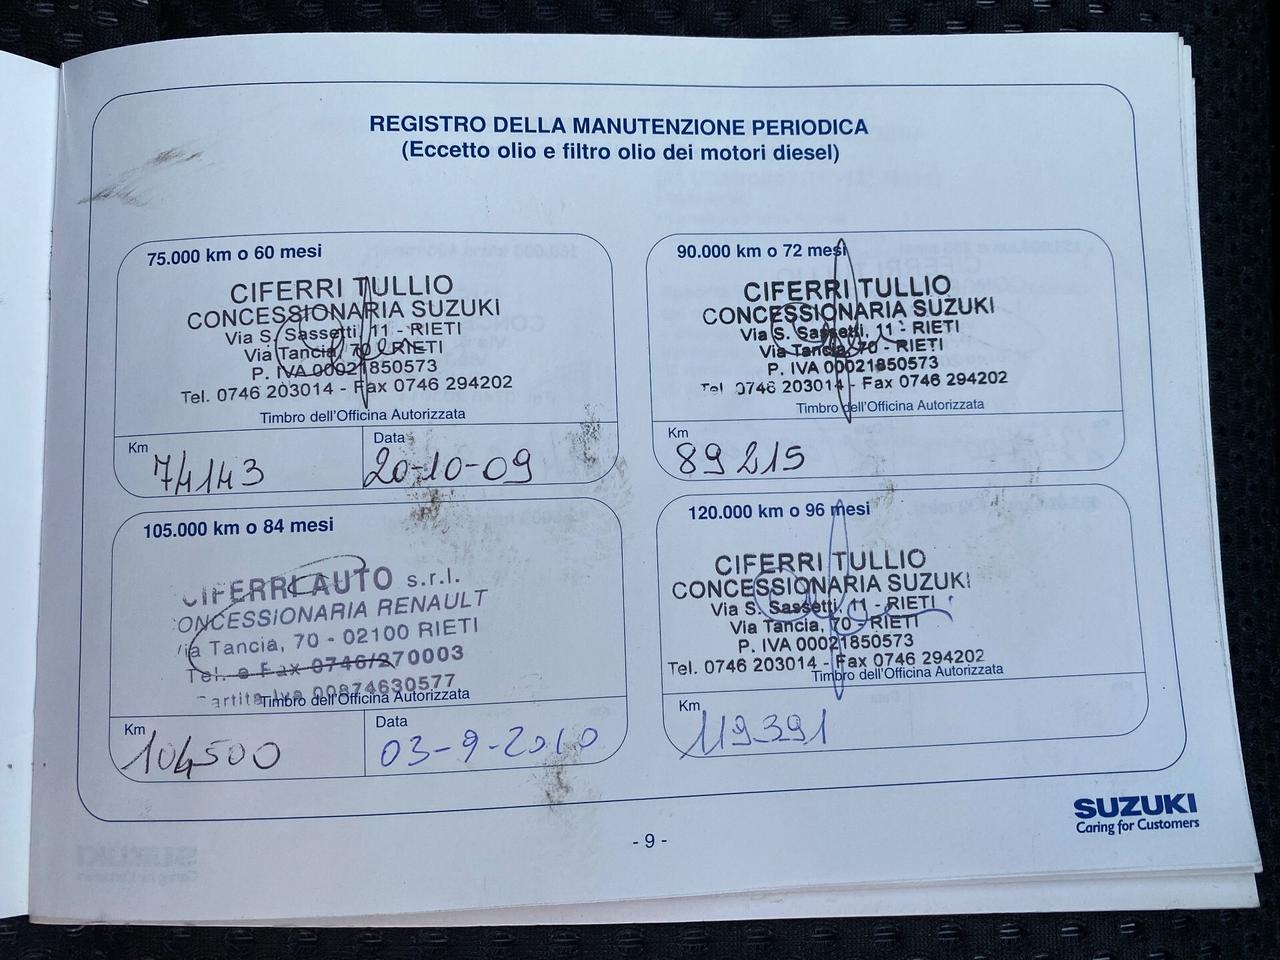 REGISTRO DELLA MANUTENZIONE PERIODICA
(Eccetto olio e filtro olio dei motori diesel)
75.000 km o 60 mesi
CIFERRI TULLIO
CONCESSIONARIA SUZUKI
Via S. Sassetti, 11 - RIETI
Via Tancia, 70 - RIETI
P. IVA 00021850573
Tel. 0746 203014 - Fax 0746 294202
Timbro dell'Officina Autorizzata
Km
74143
Data
20-10-09
90.000 km o 72 mesi
CIFERRI TULLIO
CONCESSIONARIA SUZUKI
Via S. Sassetti, 11 - RIETI
Via Tancia, 70 - RIETI
P. IVA 00021850573
Tel. 0746 203014 - Fax 0746 294202
Timbro dell'Officina Autorizzata
Km
89215
105.000 km o 84 mesi
CIFERRI AUTO s.r.l.
CONCESSIONARIA RENAULT
Via Tancia, 70 - 02100 RIETI
Tel. e Fax 0746/270003
Partita Iva 00874630577
Timbro dell'Officina Autorizzata
Km
104500
Data
03-9-2010
120.000 km o 96 mesi
CIFERRI TULLIO
CONCESSIONARIA SUZUKI
Via S. Sassetti, 11 - RIETI
Via Tancia, 70 - RIETI
P. IVA 00021850573
Tel. 0746 203014 - Fax 0746 294202
Timbro dell'Officina Autorizzata
Km
119391
SUZUKI
Caring for Customers
- 9 -